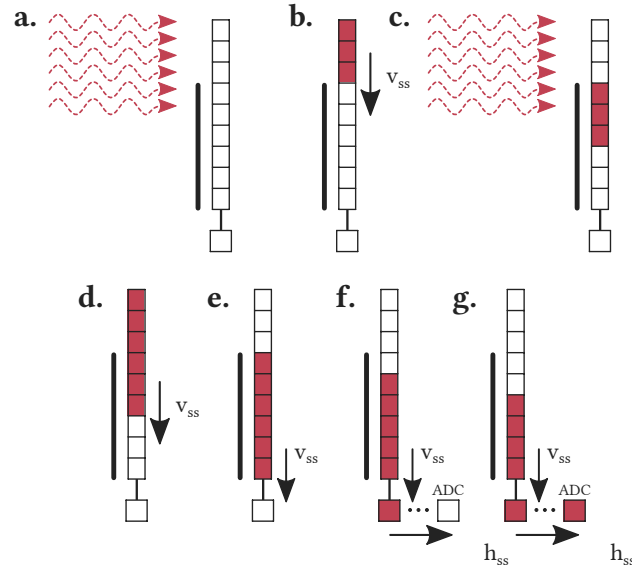 a.
b.
c.
v_ss
d.
e.
f.
g.
v_ss
v_ss
v_ss
v_ss
ADC
ADC
h_ss
h_ss